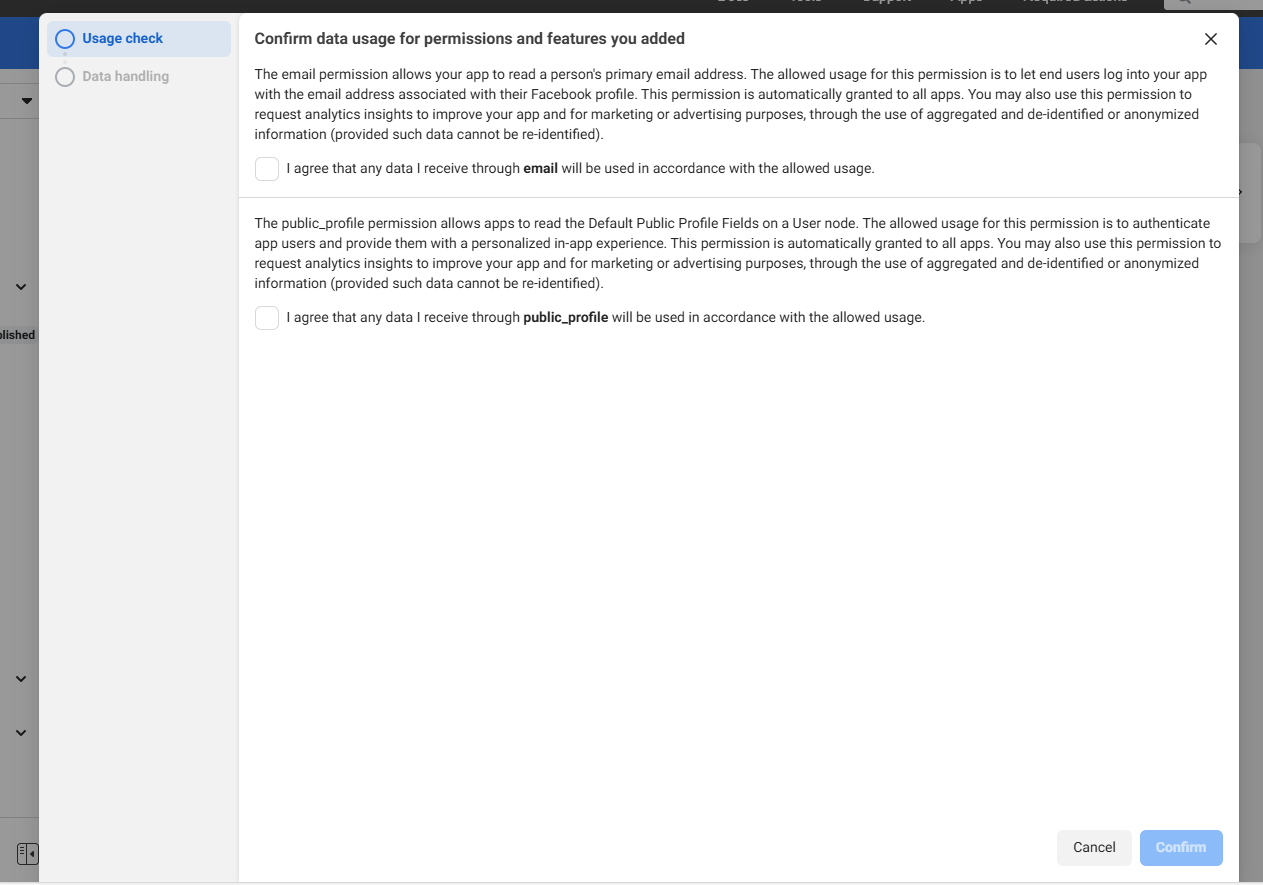 Usage check
Data handling
Confirm data usage for permissions and features you added
The email permission allows your app to read a person's primary email address. The allowed usage for this permission is to let end users log into your app
with the email address associated with their Facebook profile. This permission is automatically granted to all apps. You may also use this permission to
request analytics insights to improve your app and for marketing or advertising purposes, through the use of aggregated and de-identified or anonymized
information (provided such data cannot be re-identified).
I agree that any data I receive through email will be used in accordance with the allowed usage.
The public_profile permission allows apps to read the Default Public Profile Fields on a User node. The allowed usage for this permission is to authenticate
app users and provide them with a personalized in-app experience. This permission is automatically granted to all apps. You may also use this permission to
request analytics insights to improve your app and for marketing or advertising purposes, through the use of aggregated and de-identified or anonymized
information (provided such data cannot be re-identified).
I agree that any data I receive through public_profile will be used in accordance with the allowed usage.
Cancel
Confirm